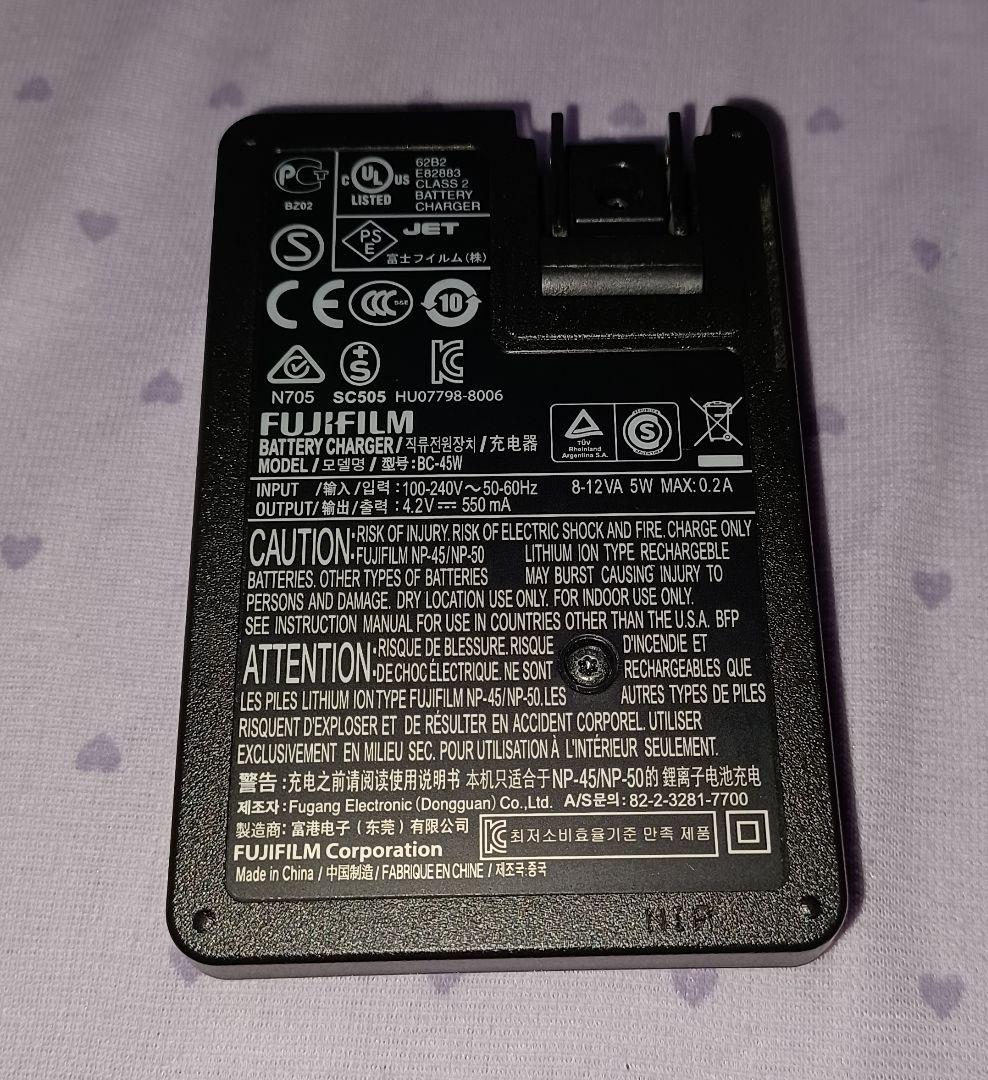 PCT
BZ02
C UL US
LISTED
62B2
E82883
CLASS 2
BATTERY
CHARGER
S
PS
E
JET
富士フイルム(株)
CE
CCC
S&E
10
N705
S
SC505
HU07798-8006
FUJIFILM
BATTERY CHARGER/직류전원장치/充电器
MODEL/모델명/型号:BC-45W
TÜV
Rheinland
Argentina S.A.
S
INPUT /输入/입력:100-240V~50-60Hz 8-12VA 5W MAX:0.2A
OUTPUT/输出/출력:4.2V⎓550mA
CAUTION:RISK OF INJURY. RISK OF ELECTRIC SHOCK AND FIRE. CHARGE ONLY
FUJIFILM NP-45/NP-50 LITHIUM ION TYPE RECHARGEBLE
BATTERIES. OTHER TYPES OF BATTERIES MAY BURST CAUSING INJURY TO
PERSONS AND DAMAGE. DRY LOCATION USE ONLY. FOR INDOOR USE ONLY.
SEE INSTRUCTION MANUAL FOR USE IN COUNTRIES OTHER THAN THE U.S.A. BFP
ATTENTION:RISQUE DE BLESSURE. RISQUE D'INCENDIE ET
DE CHOC ÉLECTRIQUE. NE SONT RECHARGEABLES QUE
LES PILES LITHIUM ION TYPE FUJIFILM NP-45/NP-50. LES AUTRES TYPES DE PILES
RISQUENT D'EXPLOSER ET DE RÉSULTER EN ACCIDENT CORPOREL. UTILISER
EXCLUSIVEMENT EN MILIEU SEC. POUR UTILISATION À L'INTÉRIEUR SEULEMENT.
警告:充电之前请阅读使用说明书 本机只适合于NP-45/NP-50的 鋰离子电池充电
제조자:Fugang Electronic (Dongguan) Co.,Ltd. A/S문의:82-2-3281-7700
製造商: 富港电子(东莞)有限公司
최저소비효율기준 만족 제품
FUJIFILM Corporation
Made in China / 中国制造 / FABRIQUE EN CHINE / 제조국:중국